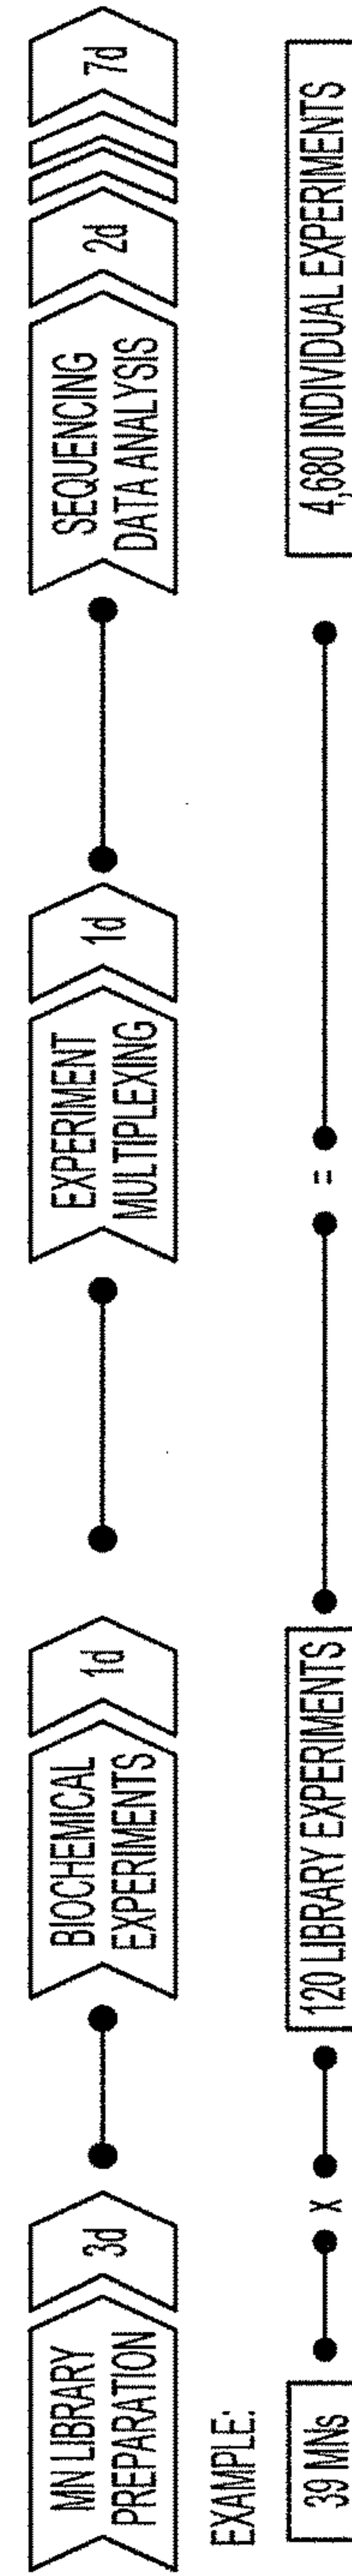 MN LIBRARY
PREPARATION
3d
BIOCHEMICAL
EXPERIMENTS
1d
EXPERIMENT
MULTIPLEXING
1d
SEQUENCING
DATA ANALYSIS
2d
7d
EXAMPLE:
39 MNs
x
120 LIBRARY EXPERIMENTS
=
4,680 INDIVIDUAL EXPERIMENTS